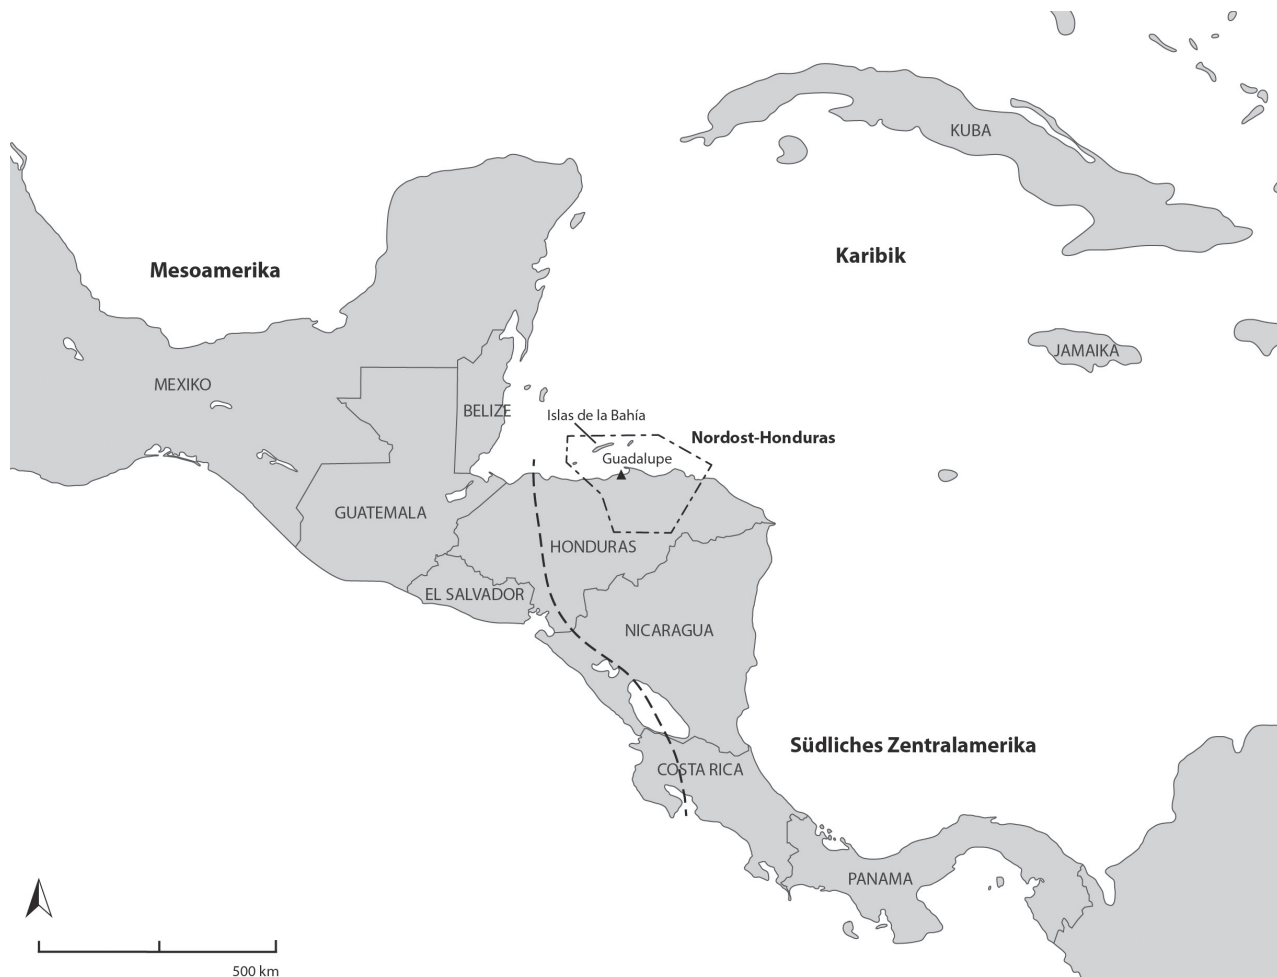 KUBA
Karibik
Mesoamerika
JAMAIKA
MEXIKO
BELIZE
Islas de la Bahía
Nordost-Honduras
Guadalupe
GUATEMALA
HONDURAS
EL SALVADOR
NICARAGUA
Südliches Zentralamerika
COSTA RICA
PANAMA
500 km